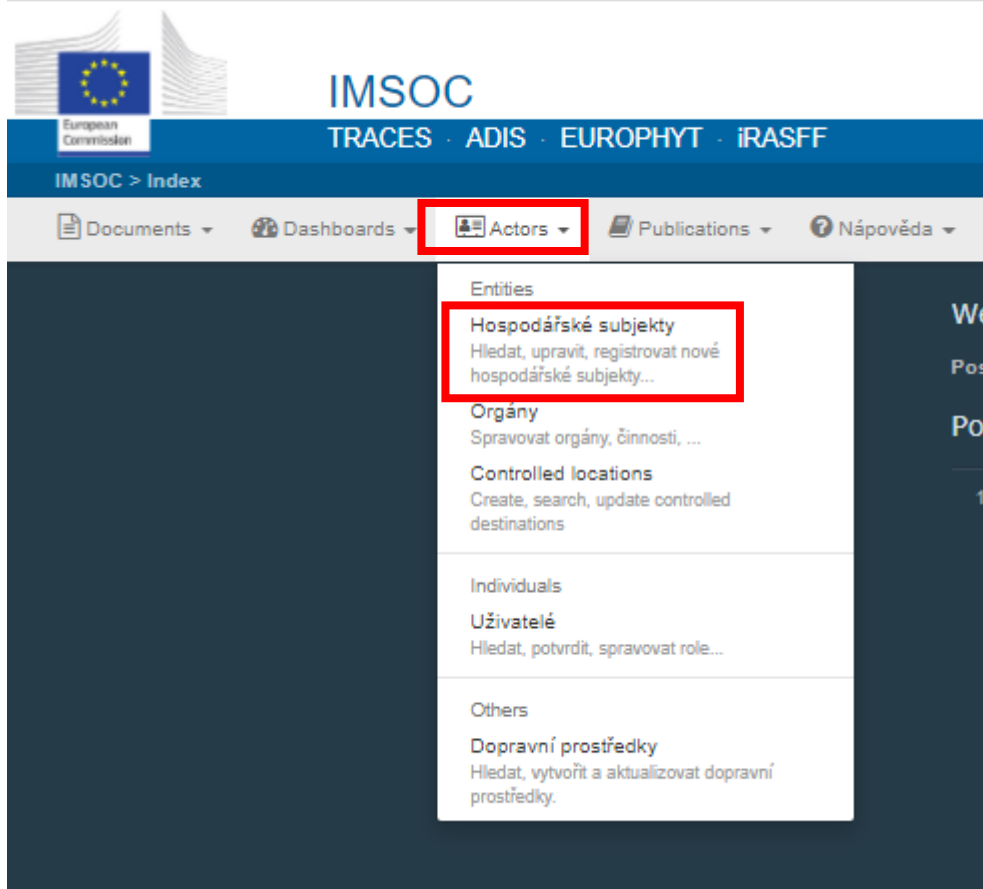 European
Commission
IMSOC
TRACES · ADIS · EUROPHYT · iRASFF
IMSOC > Index
Documents Dashboards Actors Publications Nápověda
Entities
Hospodářské subjekty
Hledat, upravit, registrovat nové
hospodářské subjekty...
Orgány
Spravovat orgány, činnosti, ...
Controlled locations
Create, search, update controlled
destinations
Individuals
Uživatelé
Hledat, potvrdit, spravovat role...
Others
Dopravní prostředky
Hledat, vytvořit a aktualizovat dopravní
prostředky.
We
Pos
Po
1